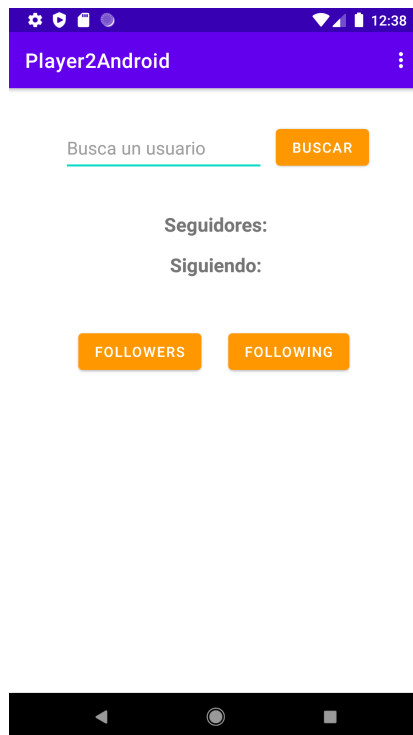 12:38
Player2Android
Busca un usuario BUSCAR
Seguidores:
Siguiendo:
FOLLOWERS FOLLOWING